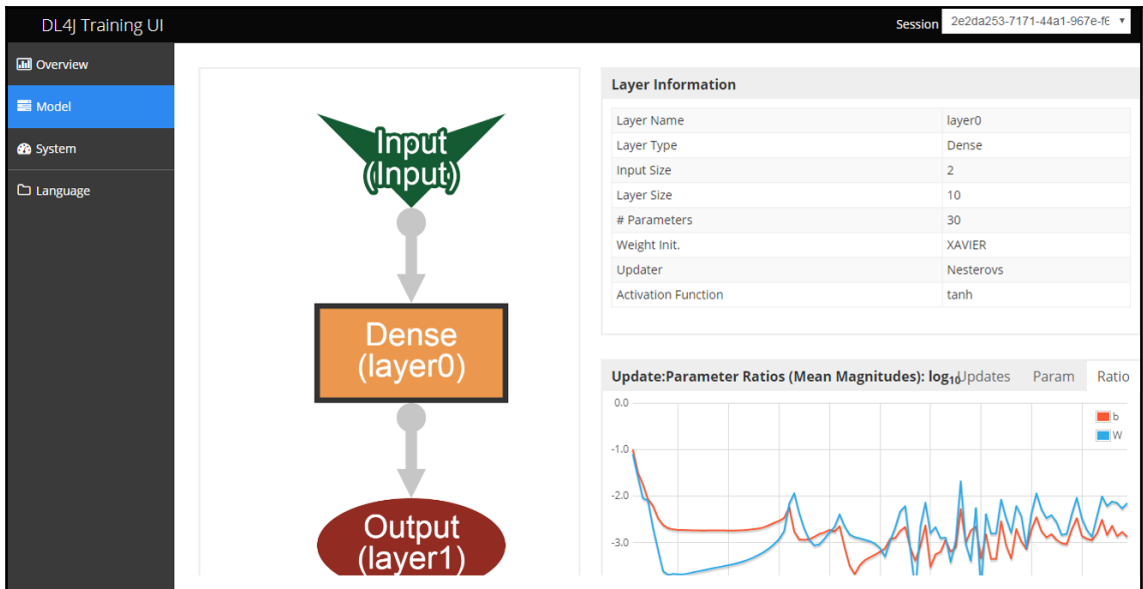 DL4J Training UI
Session 2e2da253-7171-44a1-967e-f6
Overview
Model
System
Language
Input
(Input)
Dense
(layer0)
Output
(layer1)
Layer Information
Layer Name layer0
Layer Type Dense
Input Size 2
Layer Size 10
# Parameters 30
Weight Init. XAVIER
Updater Nesterovs
Activation Function tanh
Update:Parameter Ratios (Mean Magnitudes): log10 Updates Param Ratio
0.0
-1.0
-2.0
-3.0
b
W